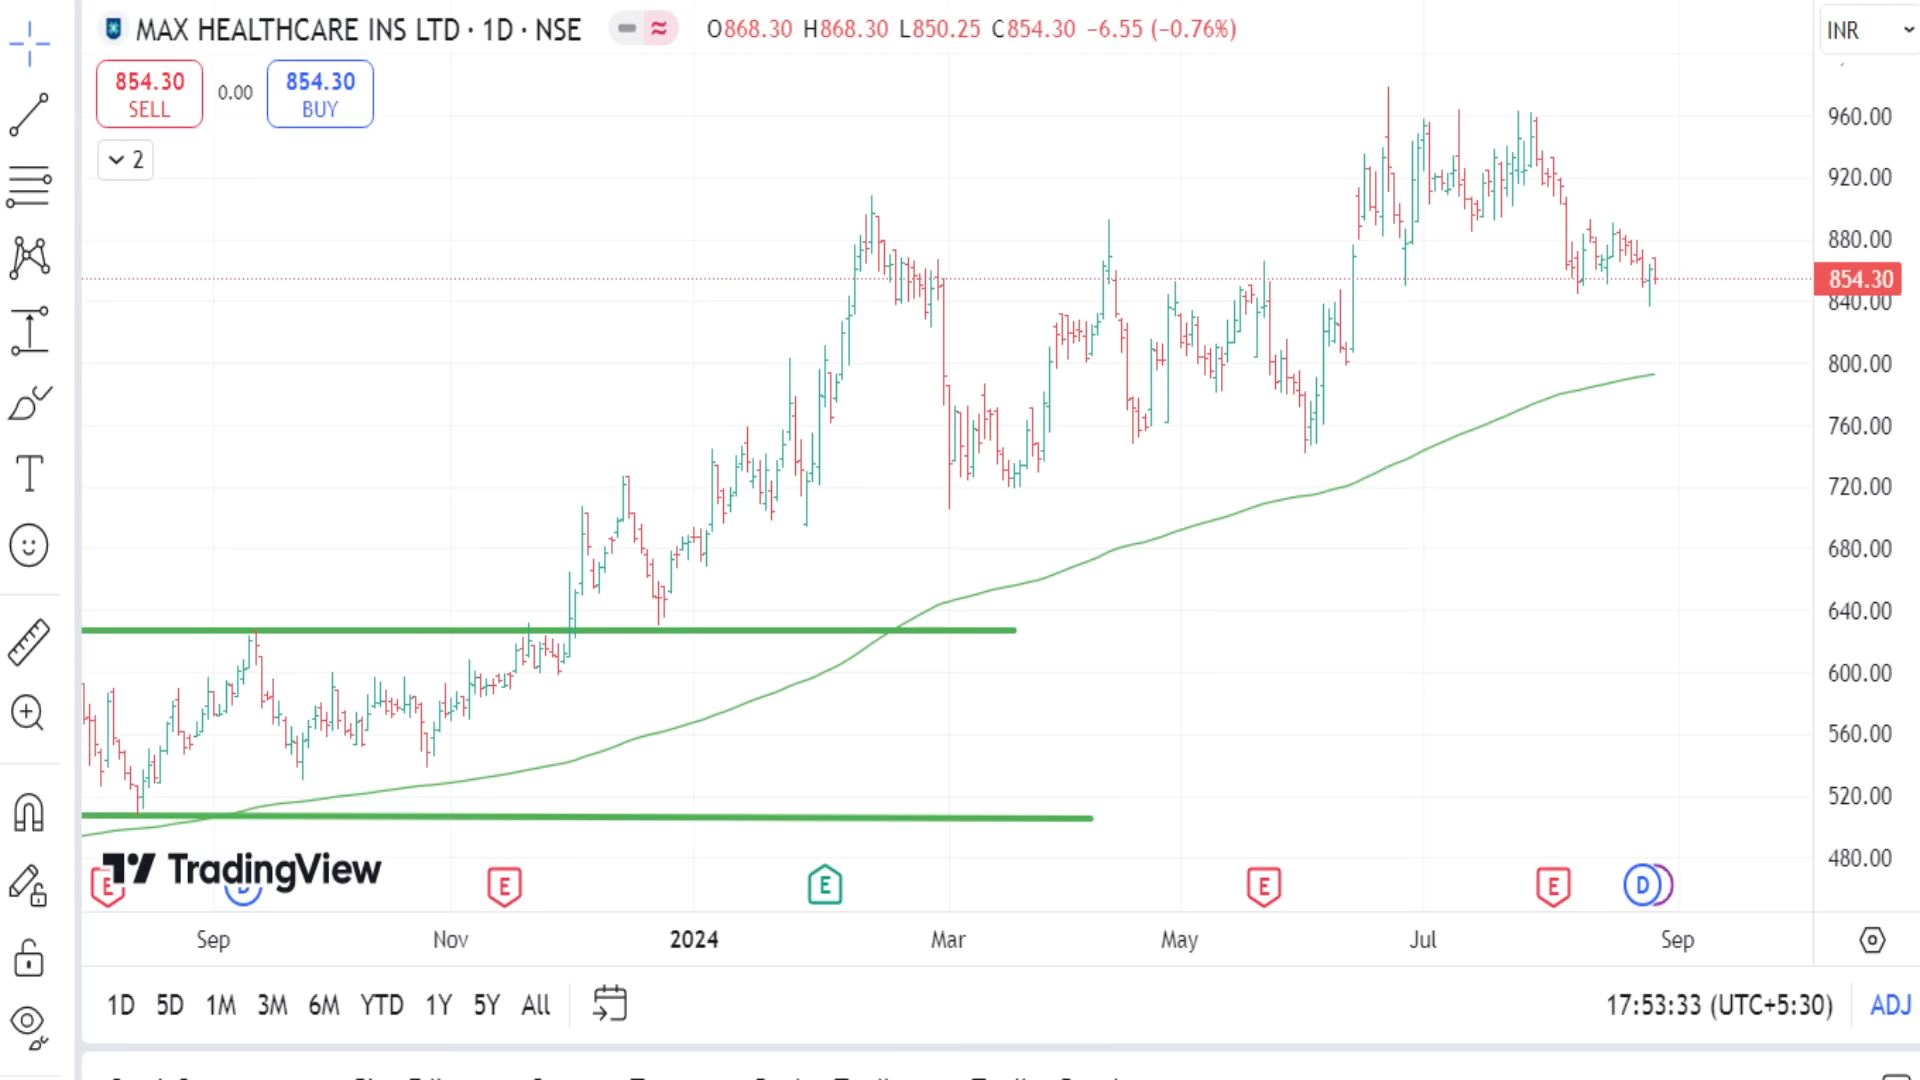 MAX HEALTHCARE INS LTD · 1D · NSE
O868.30 H868.30 L850.25 C854.30 −6.55 (−0.76%)
INR
854.30
SELL
0.00
854.30
BUY
2
960.00
920.00
880.00
854.30
840.00
800.00
760.00
720.00
680.00
640.00
600.00
560.00
520.00
480.00
TradingView
E
D
E
E
E
E
D
Sep
Nov
2024
Mar
May
Jul
Sep
1D 5D 1M 3M 6M YTD 1Y 5Y All
17:53:33 (UTC+5:30)
ADJ